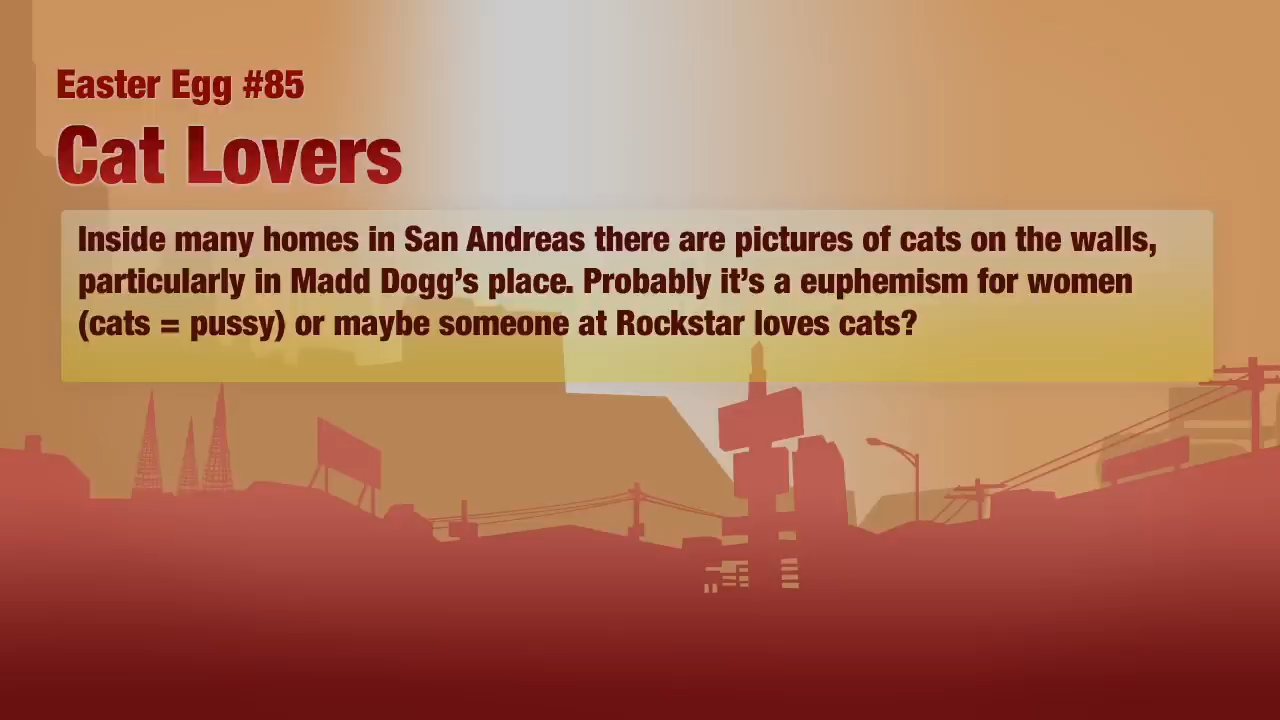 Easter Egg #85
Cat Lovers
Inside many homes in San Andreas there are pictures of cats on the walls,
particularly in Madd Dogg’s place. Probably it’s a euphemism for women
(cats = pussy) or maybe someone at Rockstar loves cats?